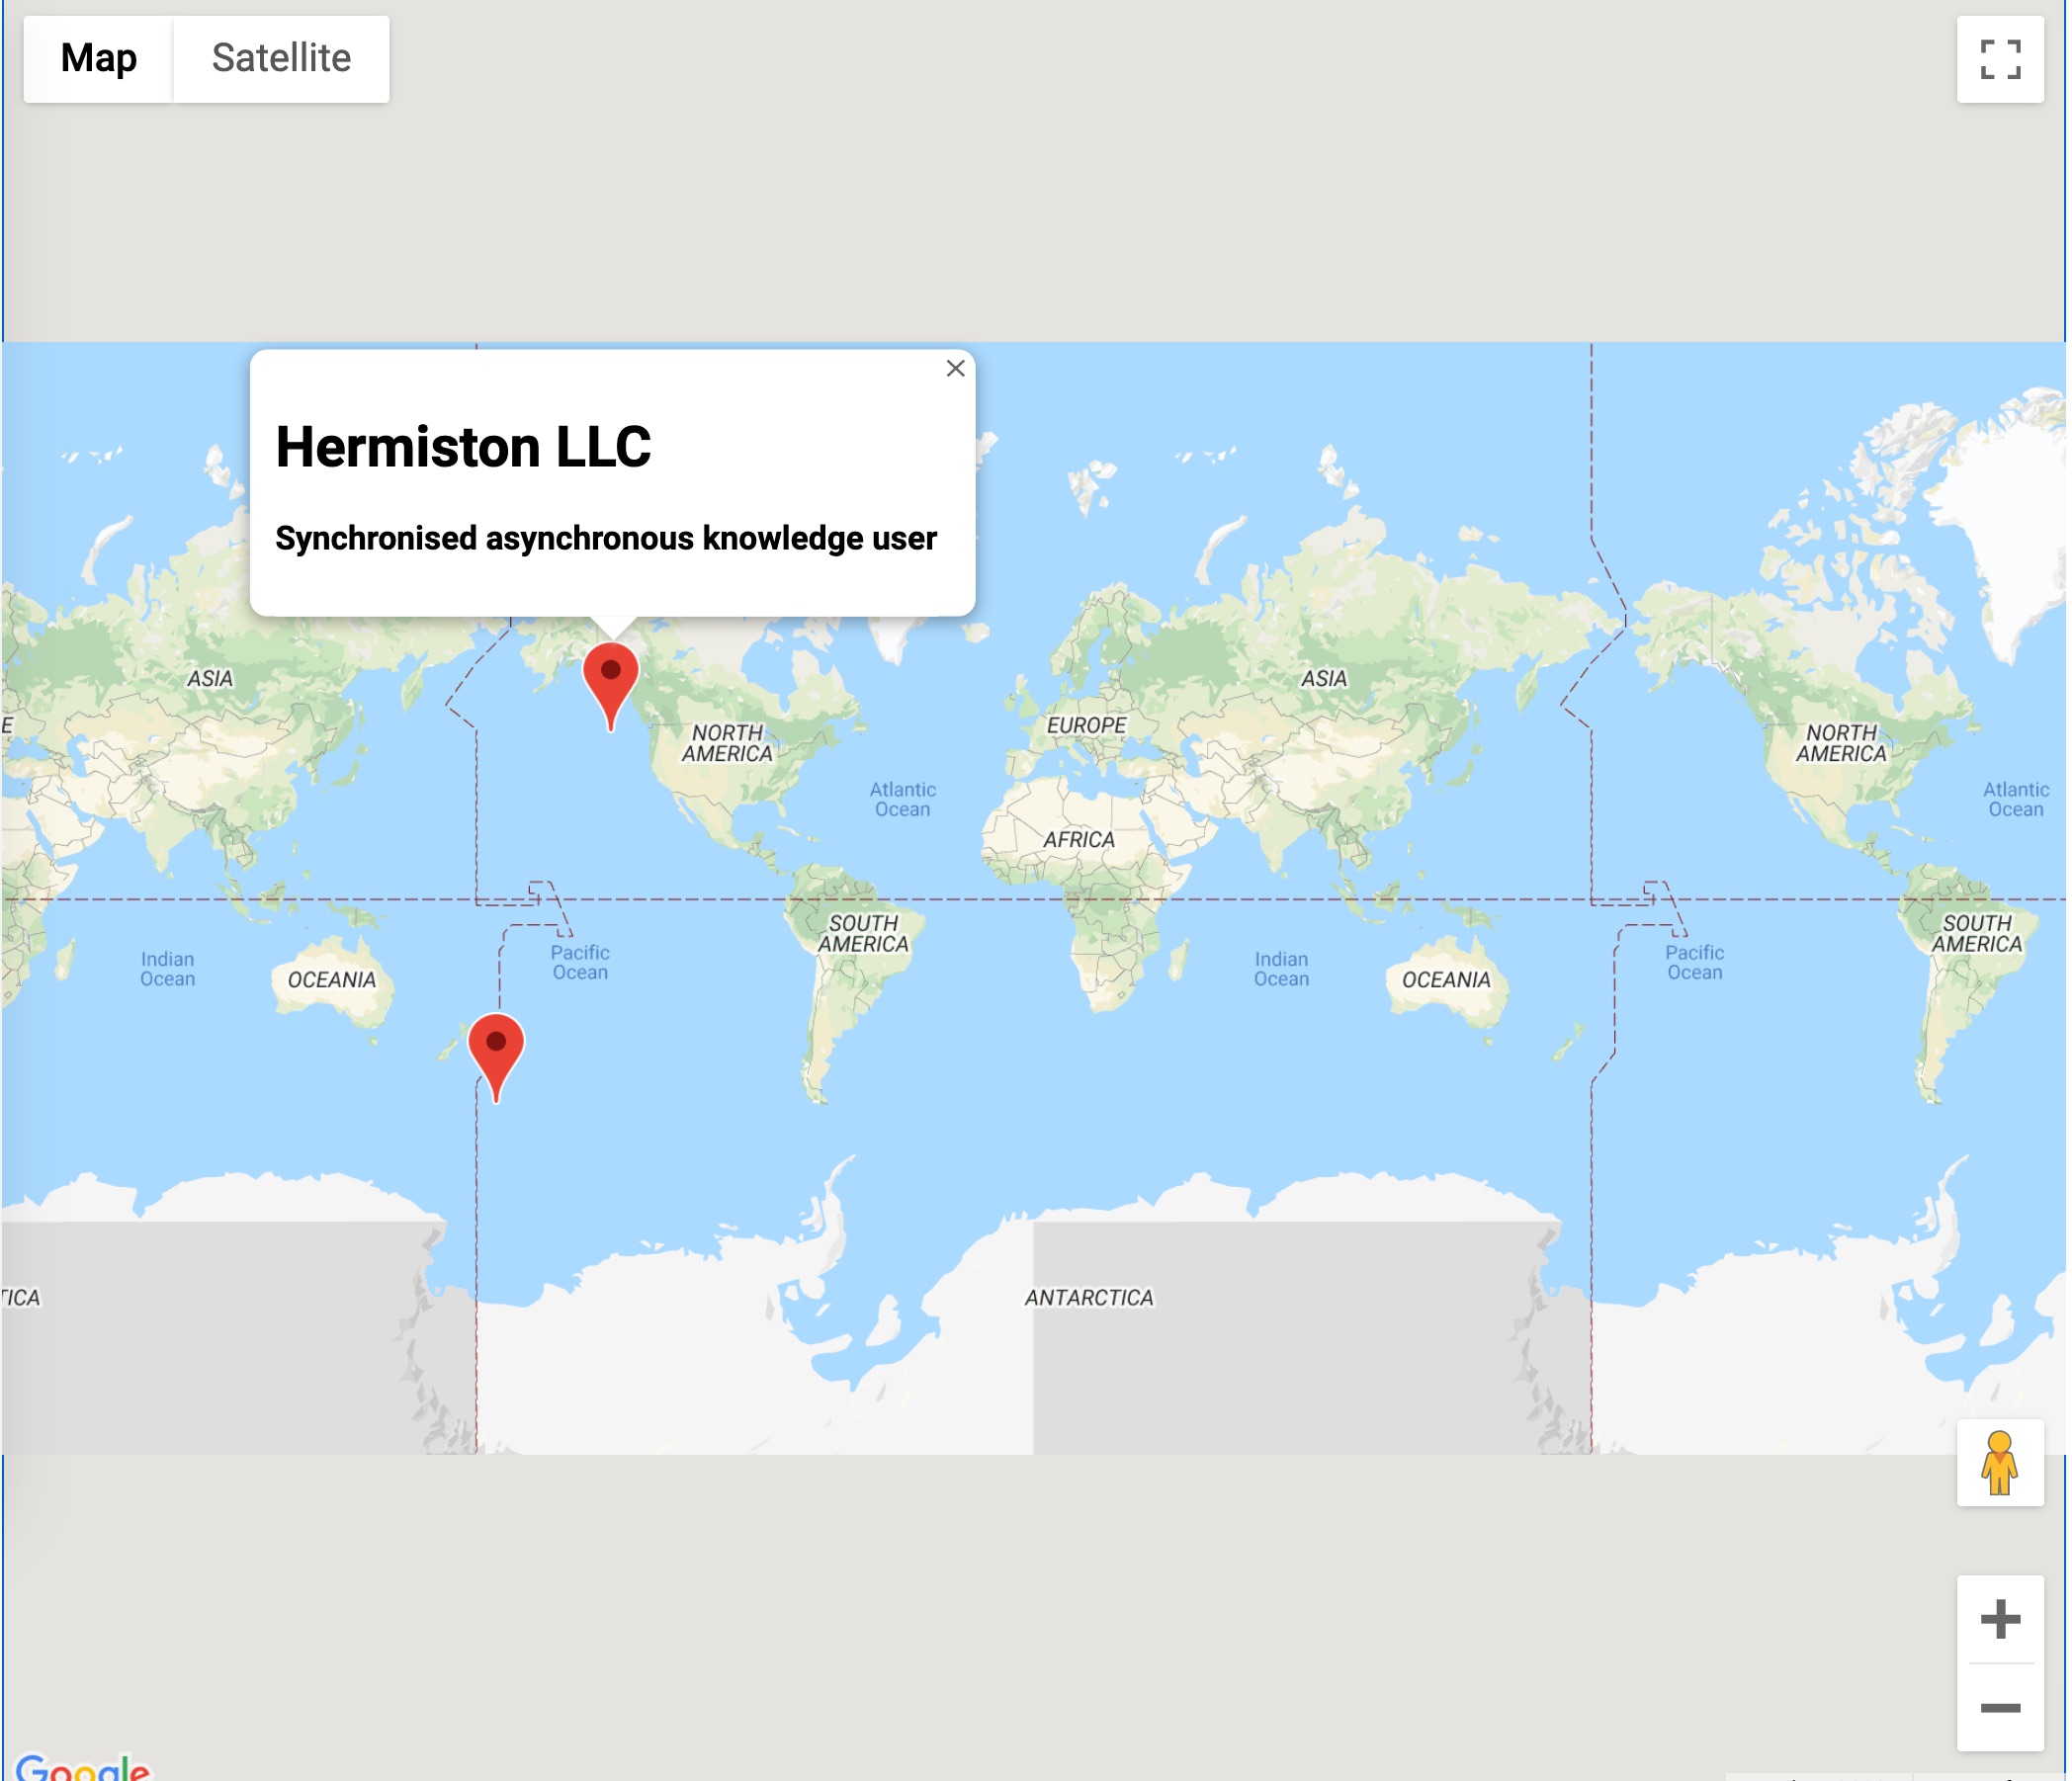 Map
Satellite
Hermiston LLC
Synchronised asynchronous knowledge user
ASIA
NORTH
AMERICA
Atlantic
Ocean
EUROPE
ASIA
NORTH
AMERICA
Atlantic
Ocean
AFRICA
Indian
Ocean
OCEANIA
Pacific
Ocean
SOUTH
AMERICA
Indian
Ocean
OCEANIA
Pacific
Ocean
SOUTH
AMERICA
ANTARCTICA
Google